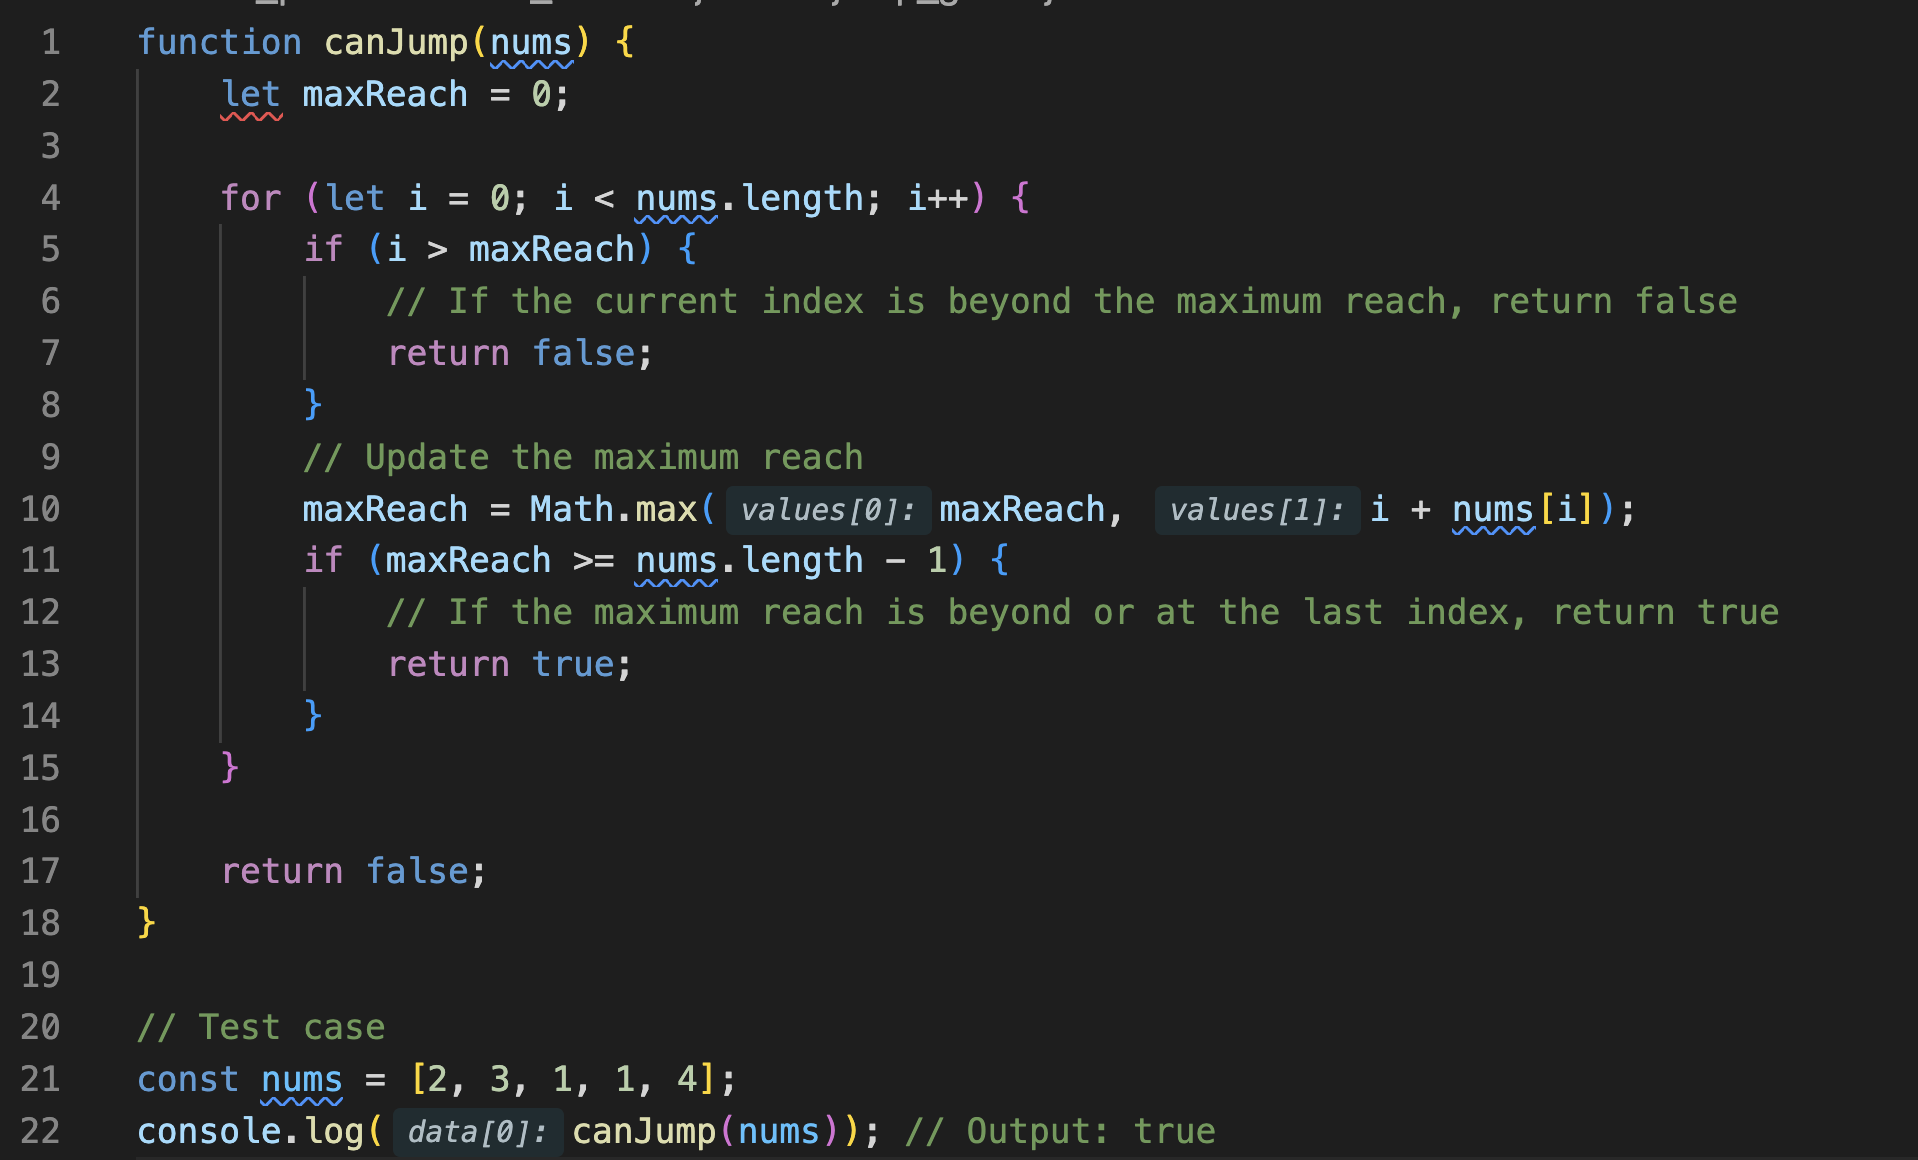 1 function canJump(nums) {
2 let maxReach = 0;
3
4 for (let i = 0; i < nums.length; i++) {
5 if (i > maxReach) {
6 // If the current index is beyond the maximum reach, return false
7 return false;
8 }
9 // Update the maximum reach
10 maxReach = Math.max( values[0]: maxReach, values[1]: i + nums[i]);
11 if (maxReach >= nums.length - 1) {
12 // If the maximum reach is beyond or at the last index, return true
13 return true;
14 }
15 }
16
17 return false;
18 }
19
20 // Test case
21 const nums = [2, 3, 1, 1, 4];
22 console.log( data[0]: canJump(nums)); // Output: true